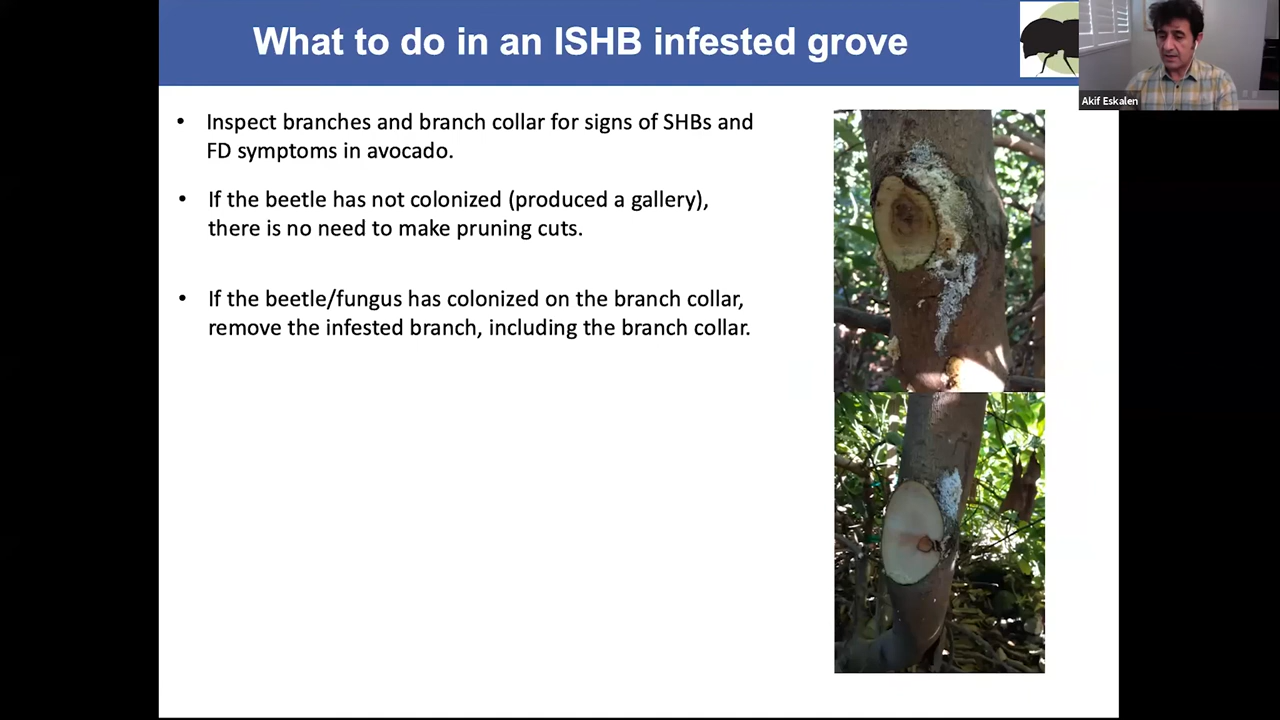 What to do in an ISHB infested grove
Akif Eskalen
• Inspect branches and branch collar for signs of SHBs and
FD symptoms in avocado.
• If the beetle has not colonized (produced a gallery),
there is no need to make pruning cuts.
• If the beetle/fungus has colonized on the branch collar,
remove the infested branch, including the branch collar.